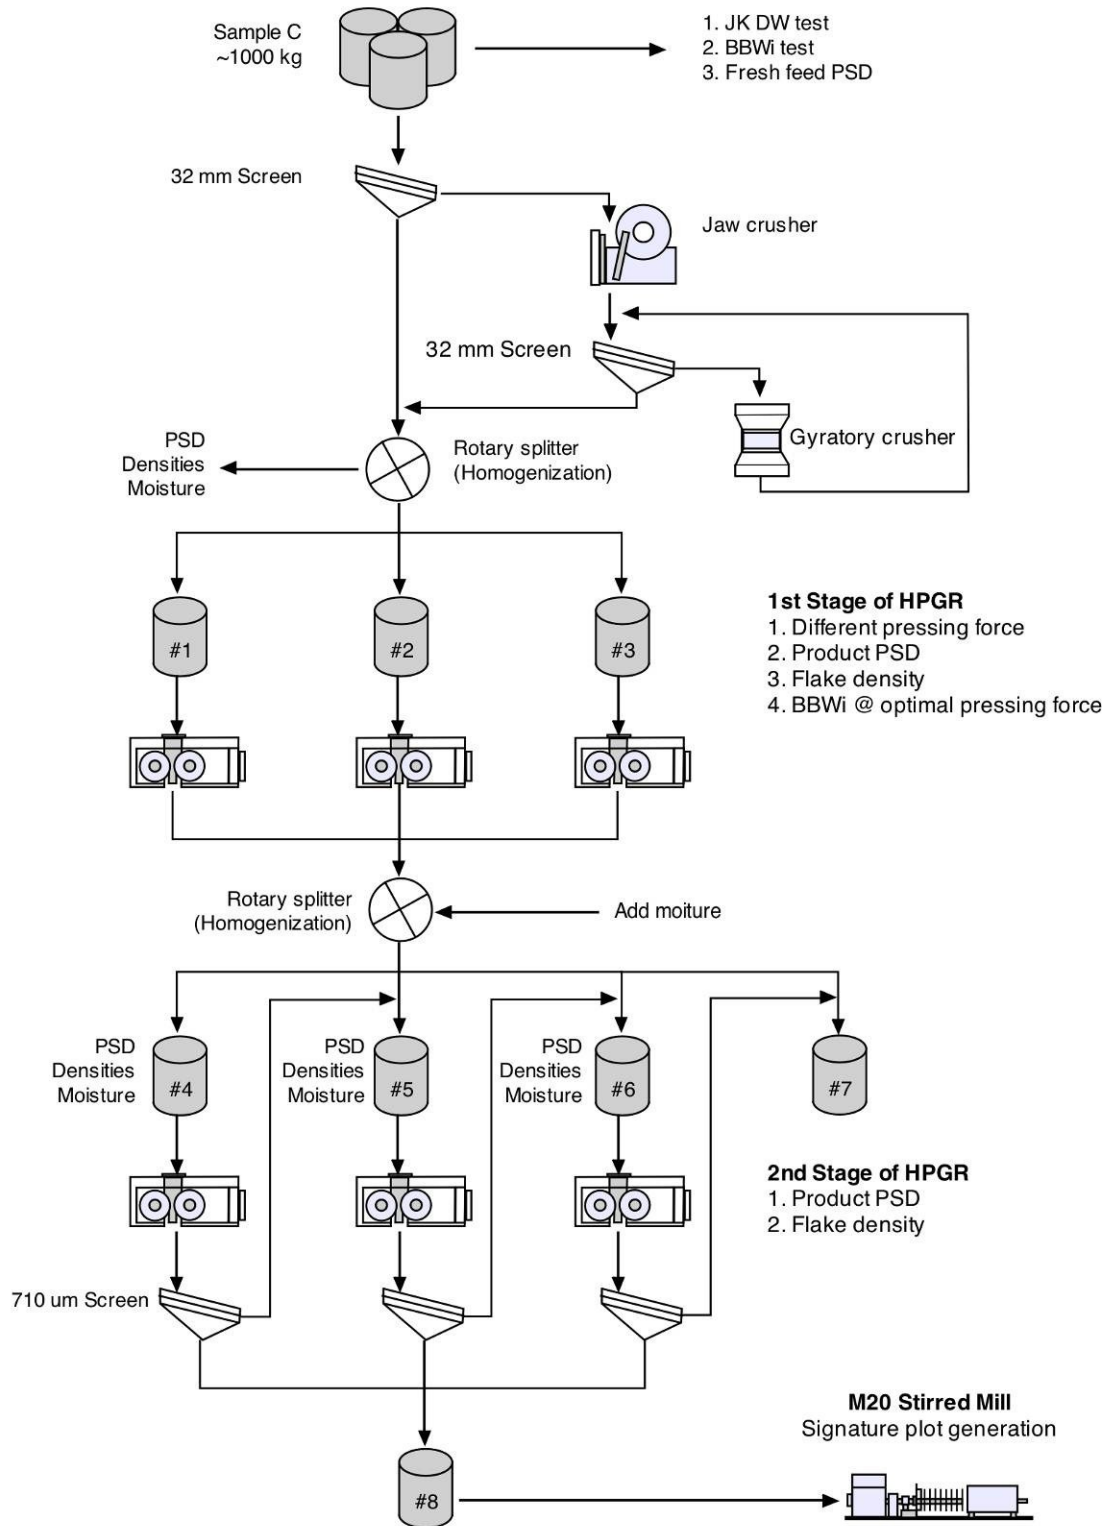 Sample C
~1000 kg
1. JK DW test
2. BBWi test
3. Fresh feed PSD
32 mm Screen
Jaw crusher
32 mm Screen
Gyratory crusher
PSD
Densities
Moisture
Rotary splitter
(Homogenization)
#1
#2
#3
1st Stage of HPGR
1. Different pressing force
2. Product PSD
3. Flake density
4. BBWi @ optimal pressing force
Rotary splitter
(Homogenization)
Add moiture
PSD
Densities
Moisture
#4
PSD
Densities
Moisture
#5
PSD
Densities
Moisture
#6
#7
2nd Stage of HPGR
1. Product PSD
2. Flake density
710 um Screen
M20 Stirred Mill
Signature plot generation
#8